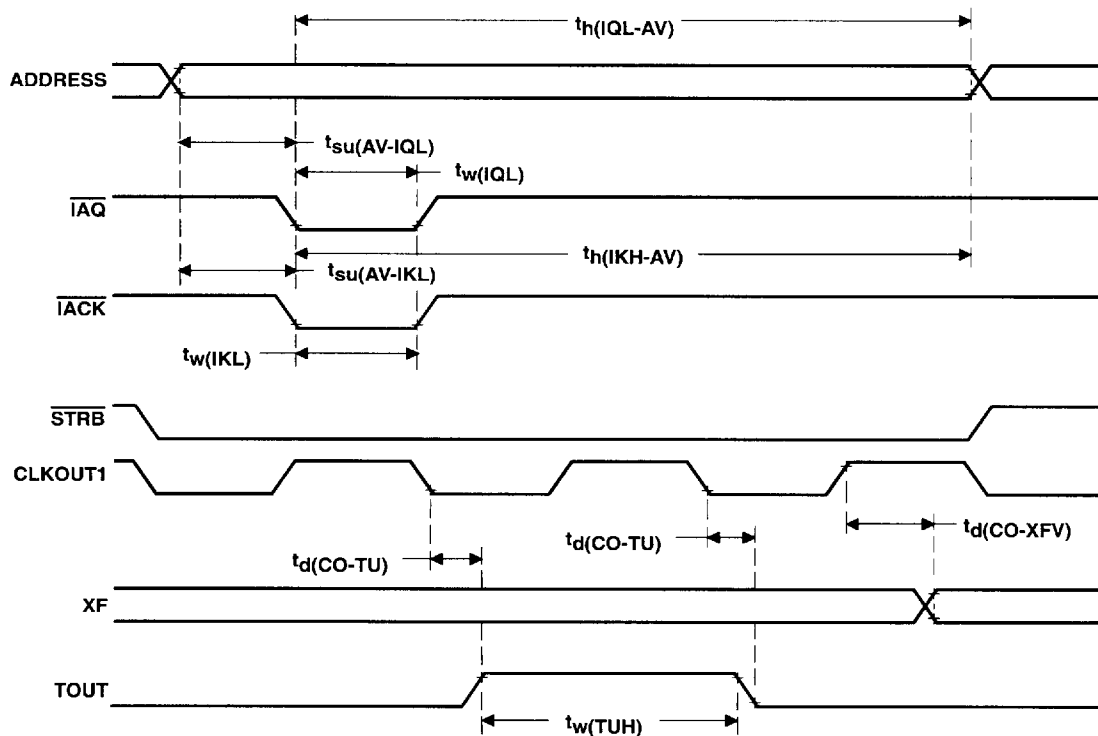 th(IQL-AV)
ADDRESS
tsu(AV-IQL)
tw(IQL)
IAQ
th(IKH-AV)
tsu(AV-IKL)
IACK
tw(IKL)
STRB
CLKOUT1
td(CO-XFV)
td(CO-TU)
td(CO-TU)
XF
TOUT
tw(TUH)